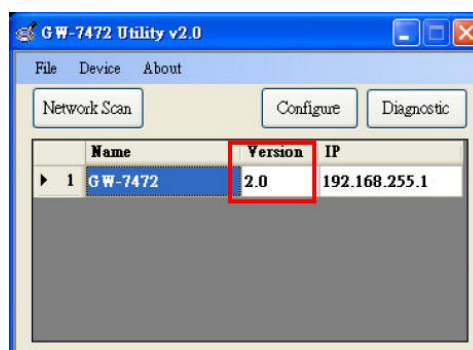 GW-7472 Utility v2.0
File Device About
Network Scan Configure Diagnostic
Name Version IP
1 GW-7472 2.0 192.168.255.1